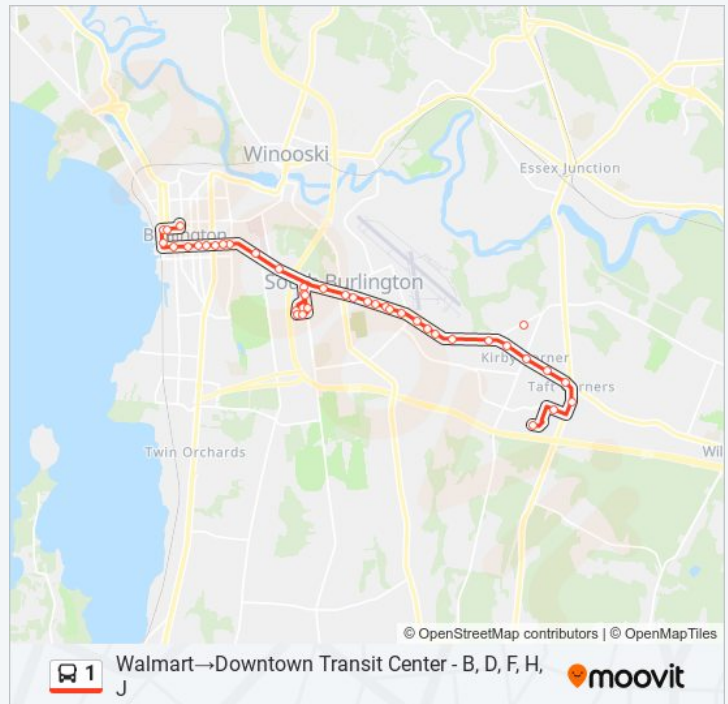 Winooski
Essex Junction
Burlington
South Burlington
Kirby Corner
Taft Corners
Twin Orchards
Wil
© OpenStreetMap contributors | © OpenMapTiles
1
Walmart→Downtown Transit Center - B, D, F, H,
J
moovit